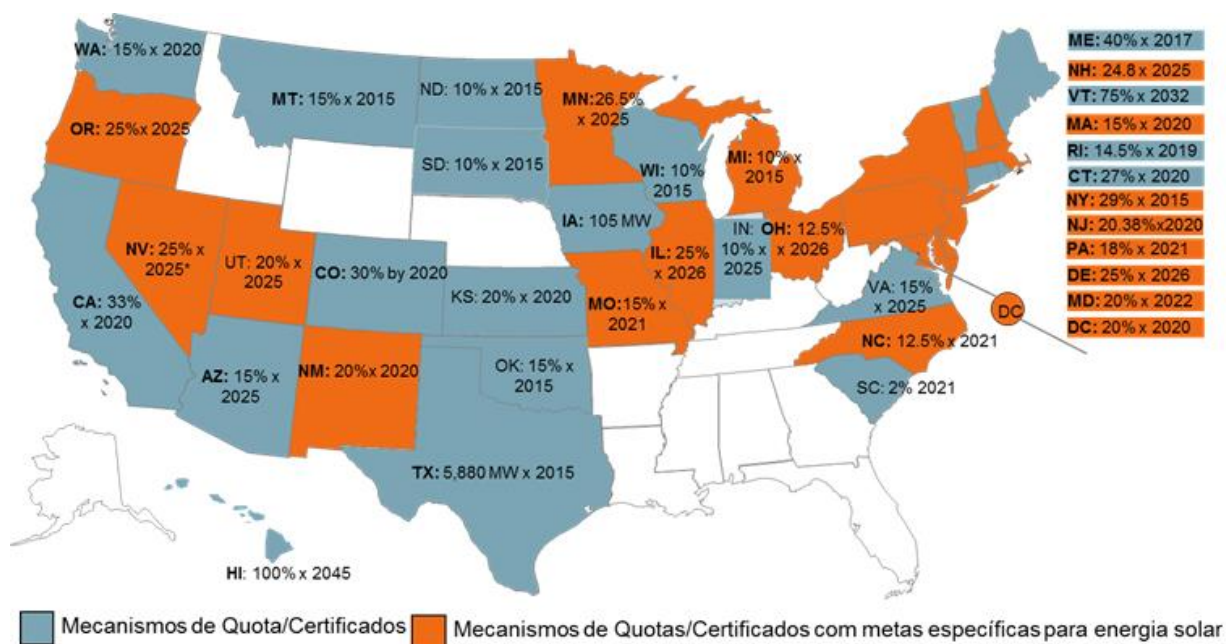 WA: 15% x 2020
MT: 15% x 2015
ND: 10% x 2015
MN:26.5%
x 2025
OR: 25%x 2025
SD: 10% x 2015
WI: 10%
2015
MI: 10% x
2015
IA: 105 MW
NV: 25% x
2025*
UT: 20% x
2025
CO: 30% by 2020
KS: 20% x 2020
MO:15% x
2021
IL: 25%
x 2026
IN:
10% x
2025
OH: 12.5%
x 2026
CA: 33%
x 2020
VA: 15%
x 2025
NC: 12.5% x 2021
SC: 2% 2021
AZ: 15% x
2025
NM: 20%x 2020
OK: 15% x
2015
TX: 5,880 MW x 2015
HI: 100% x 2045
DC
ME: 40% x 2017
NH: 24.8 x 2025
VT: 75% x 2032
MA: 15% x 2020
RI: 14.5% x 2019
CT: 27% x 2020
NY: 29% x 2015
NJ: 20.38%x2020
PA: 18% x 2021
DE: 25% x 2026
MD: 20% x 2022
DC: 20% x 2020
Mecanismos de Quota/Certificados
Mecanismos de Quotas/Certificados com metas específicas para energia solar